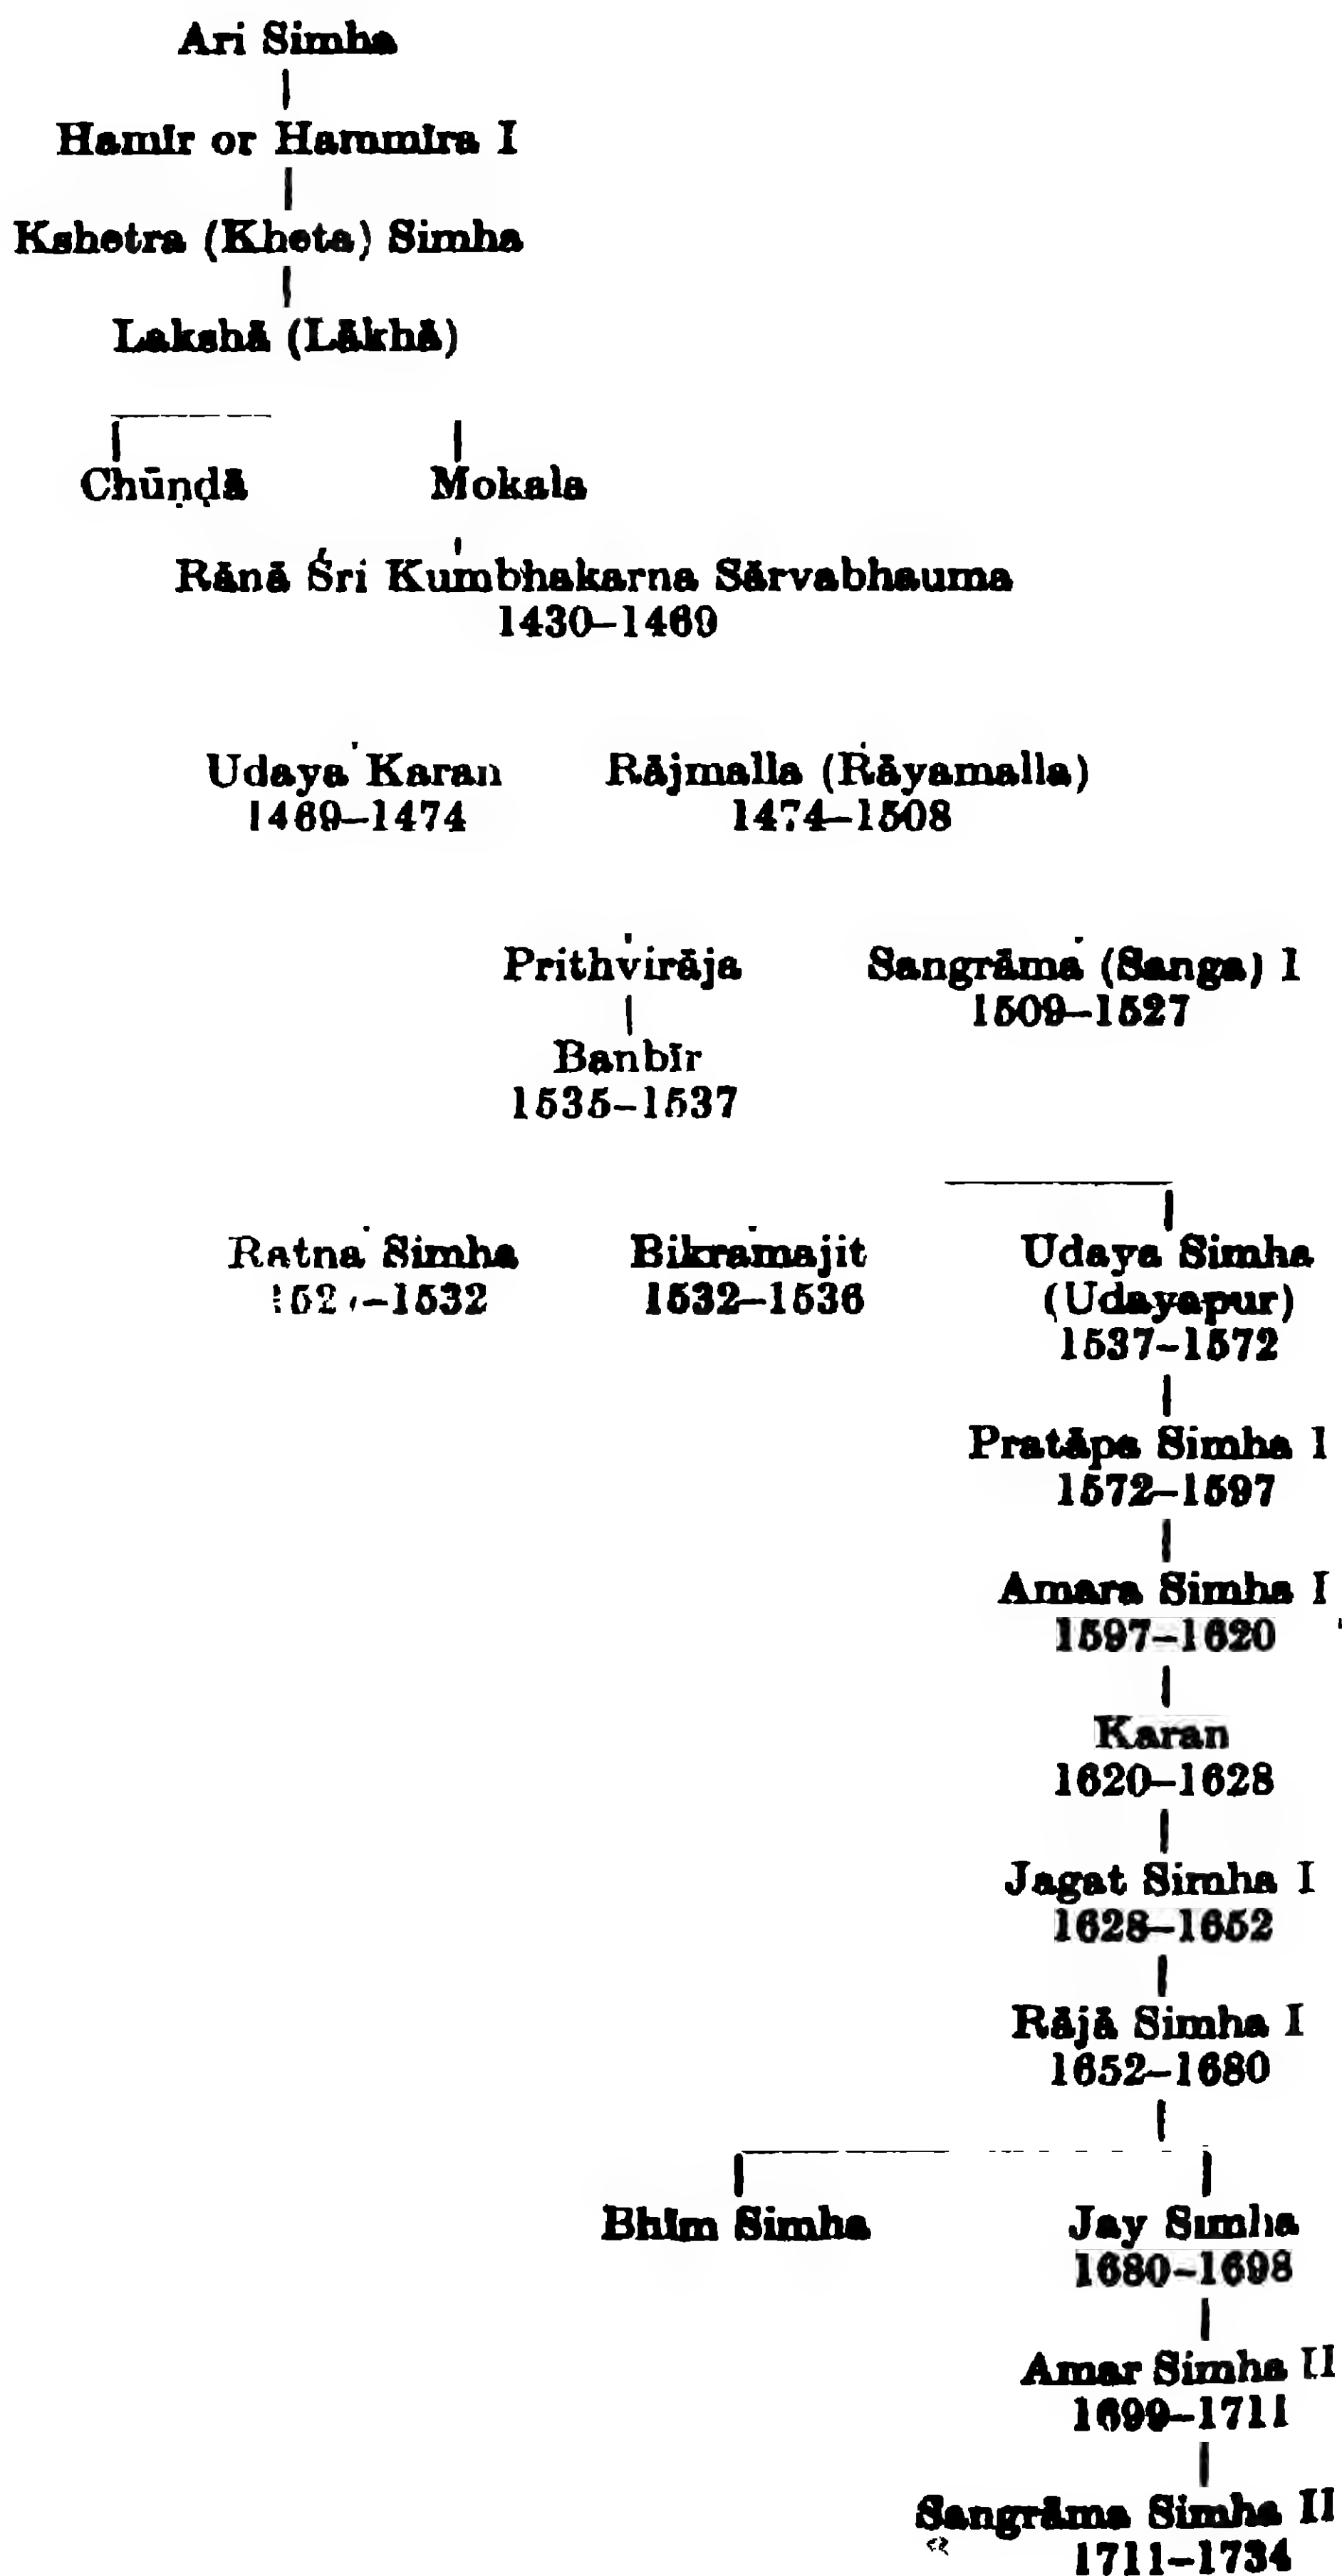 Ari Simha
Hamīr or Hammīra I
Kshetra (Kheta) Simha
Lakshā (Lākhā)
Chūṇḍā Mokala
Rānā Śri Kumbhakarna Sārvabhauma
1430–1469
Udaya Karan Rājmalla (Rāyamalla)
1469–1474 1474–1508
Prithvirāja Sangrāma (Sanga) I
1509–1527
Banbīr
1535–1537
Ratna Simha Bikramajit Udaya Simha
–1532 1532–1536 (Udayapur)
1537–1572
Pratāpa Simha I
1572–1597
Amara Simha I
1597–1620
Karan
1620–1628
Jagat Simha I
1628–1652
Rājā Simha I
1652–1680
Bhīm Simha Jay Simha
1680–1698
Amar Simha II
1699–1711
Sangrāma Simha II
1711–1734